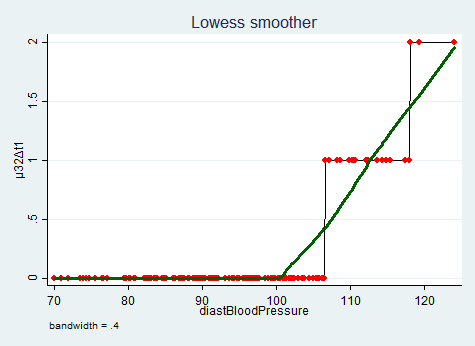 Lowess smoother
μ32Δt1
2
1.5
1
.5
0
70 80 90 100 110 120
diastBloodPressure
bandwidth = .4